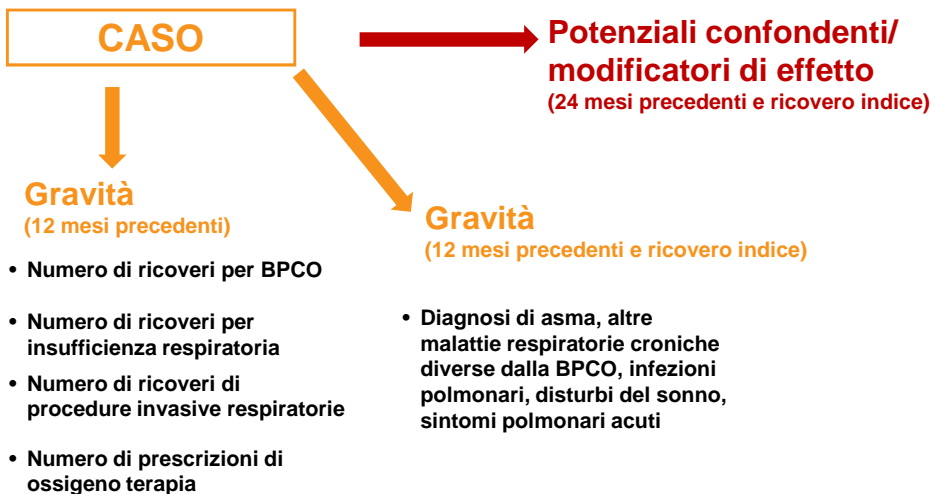 CASO
Potenziali confondenti/
modificatori di effetto
(24 mesi precedenti e ricovero indice)
Gravità
(12 mesi precedenti)
• Numero di ricoveri per BPCO
• Numero di ricoveri per
insufficienza respiratoria
• Numero di ricoveri di
procedure invasive respiratorie
• Numero di prescrizioni di
ossigeno terapia
Gravità
(12 mesi precedenti e ricovero indice)
• Diagnosi di asma, altre
malattie respiratorie croniche
diverse dalla BPCO, infezioni
polmonari, disturbi del sonno,
sintomi polmonari acuti